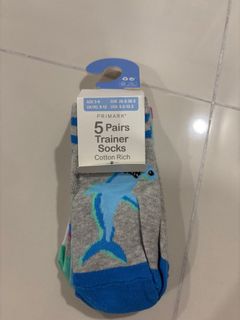 PRIMARK
5 Pairs
Trainer
Socks
Cotton Rich